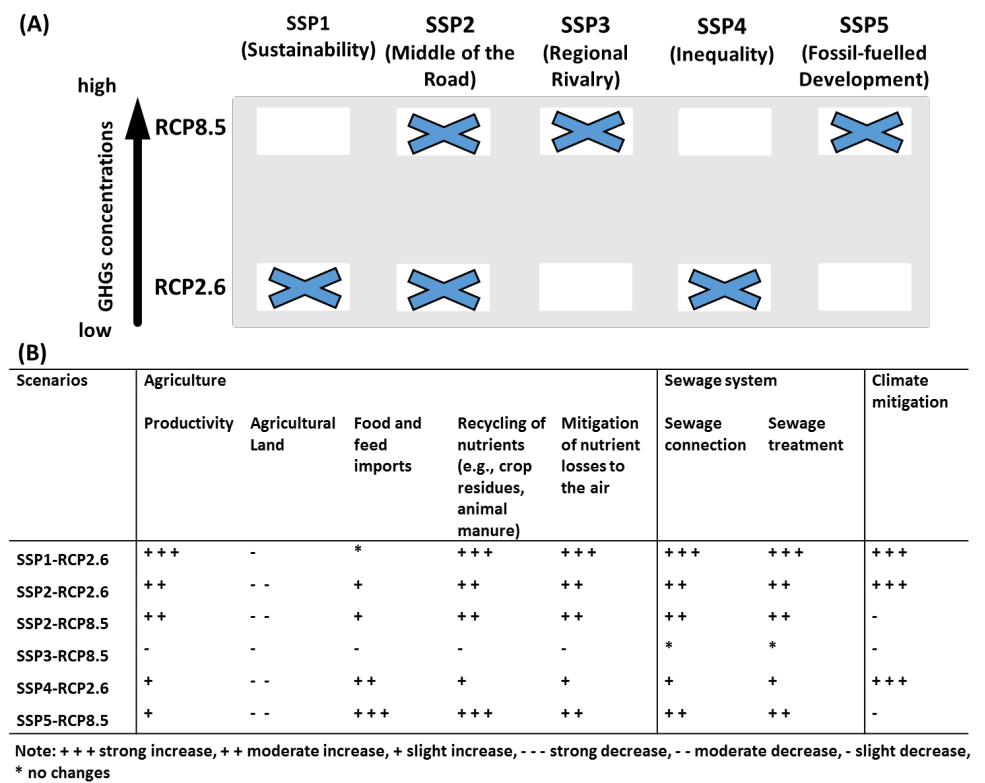 (A)
SSP1 SSP2 SSP3 SSP4 SSP5
(Sustainability) (Middle of the Road) (Regional Rivalry) (Inequality) (Fossil-fuelled Development)
high
GHGs concentrations
RCP8.5
RCP2.6
low
(B)
Scenarios Agriculture Sewage system Climate mitigation
Productivity Agricultural Land Food and feed imports Recycling of nutrients (e.g., crop residues, animal manure) Mitigation of nutrient losses to the air Sewage connection Sewage treatment
SSP1-RCP2.6 + + + - * + + + + + + + + + + + + + + +
SSP2-RCP2.6 + + - - + + + + + + + + + + + +
SSP2-RCP8.5 + + - - + + + + + + + + + -
SSP3-RCP8.5 - - - - - * * -
SSP4-RCP2.6 + - - + + + + + + + + +
SSP5-RCP8.5 + - - + + + + + + + + + + + + -
Note: + + + strong increase, + + moderate increase, + slight increase, - - - strong decrease, - - moderate decrease, - slight decrease,
* no changes